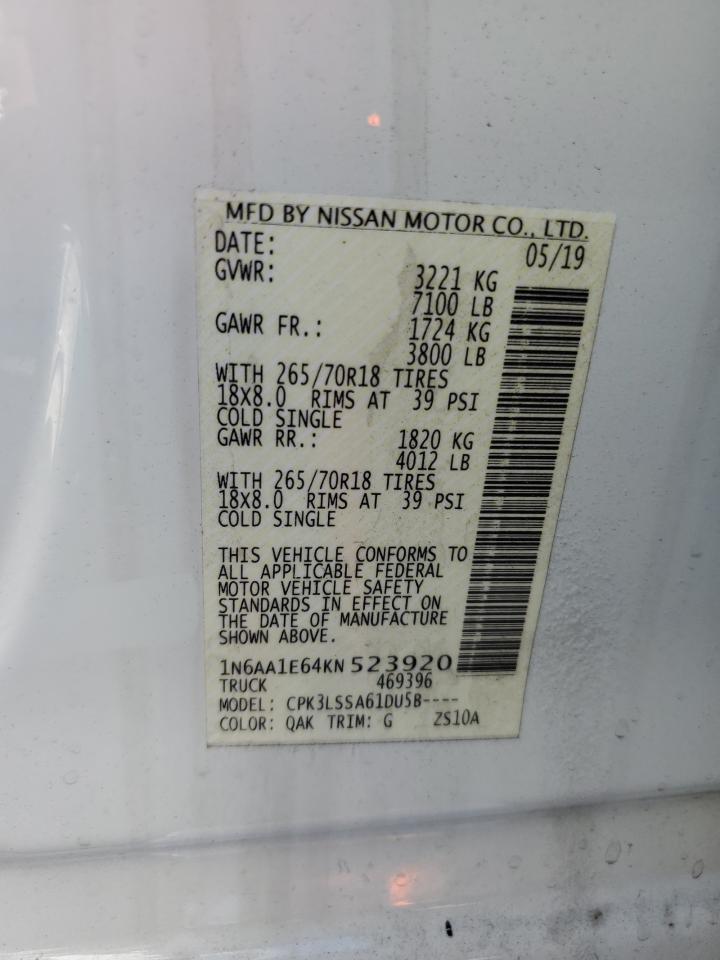 MFD BY NISSAN MOTOR CO., LTD.
DATE: 05/19
GVWR: 3221 KG
7100 LB
GAWR FR.: 1724 KG
3800 LB
WITH 265/70R18 TIRES
18X8.0 RIMS AT 39 PSI
COLD SINGLE
GAWR RR.: 1820 KG
4012 LB
WITH 265/70R18 TIRES
18X8.0 RIMS AT 39 PSI
COLD SINGLE
THIS VEHICLE CONFORMS TO
ALL APPLICABLE FEDERAL
MOTOR VEHICLE SAFETY
STANDARDS IN EFFECT ON
THE DATE OF MANUFACTURE
SHOWN ABOVE.
1N6AA1E64KN523920
TRUCK 469396
MODEL: CPK3LSSA61DU5B----
COLOR: QAK TRIM: G ZS10A